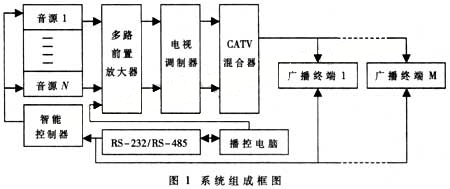 音源 1
音源 N
多路
前置
放大器
电视
调制器
CATV
混合器
广播终端 1
广播终端 M
智能
控制器
RS-232/RS-485
播控电脑
图 1 系统组成框图